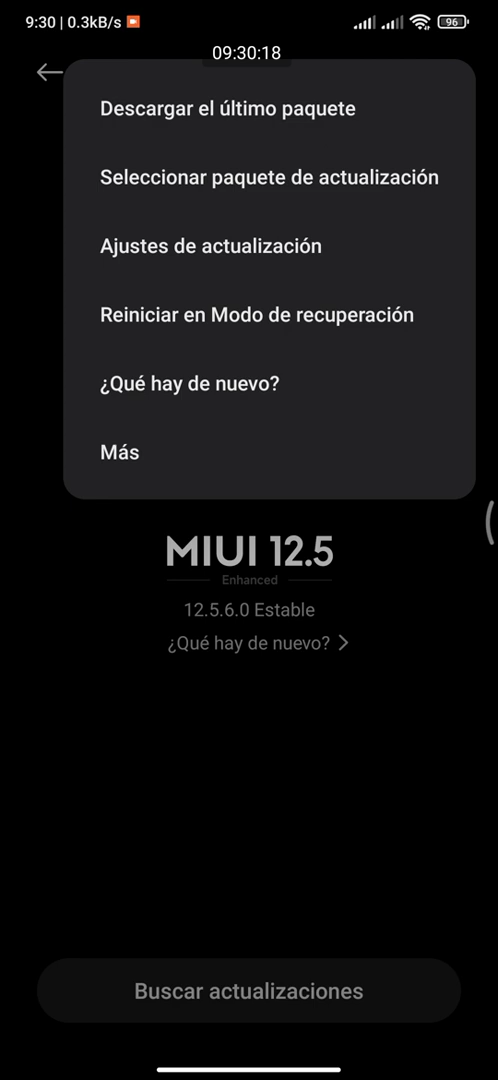 9:30 | 0.3kB/s
96
09:30:18
Descargar el último paquete
Seleccionar paquete de actualización
Ajustes de actualización
Reiniciar en Modo de recuperación
¿Qué hay de nuevo?
Más
MIUI 12.5
Enhanced
12.5.6.0 Estable
¿Qué hay de nuevo?
Buscar actualizaciones